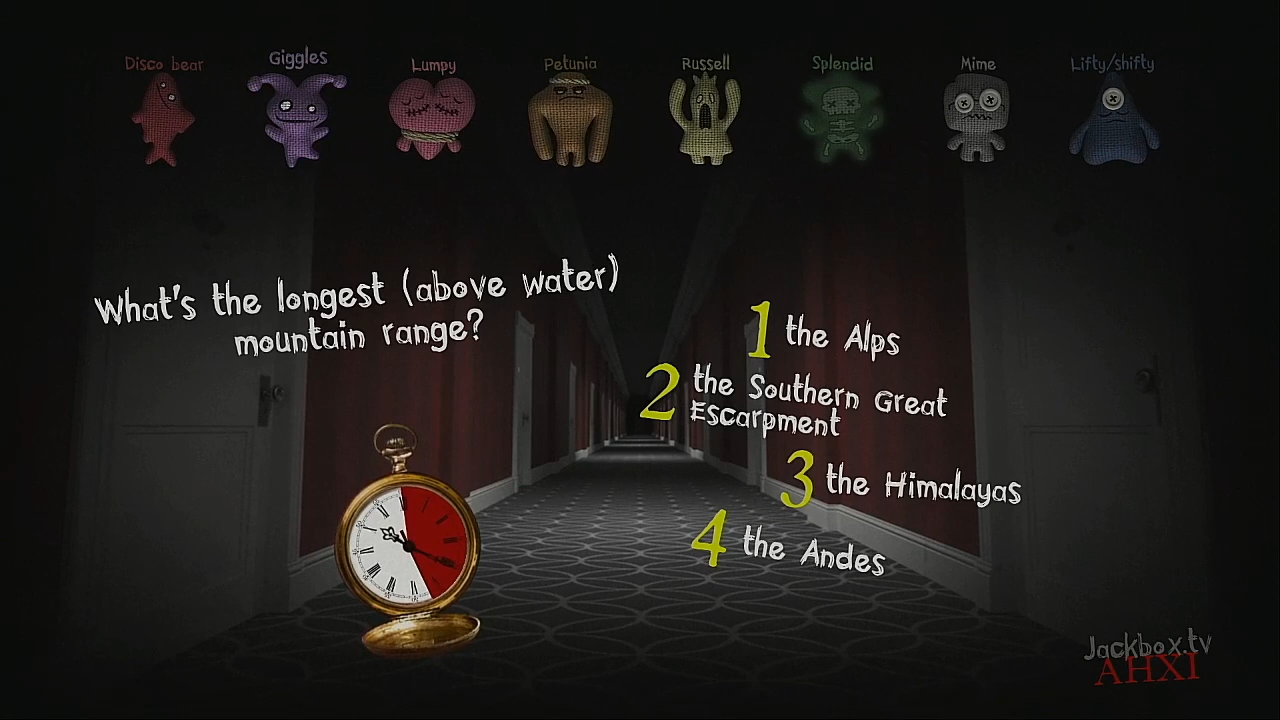 Disco bear
Giggles
Lumpy
Petunia
Russell
Splendid
Mime
Lifty/shifty
What's the longest (above water)
mountain range?
1 the Alps
2 the Southern Great
Escarpment
3 the Himalayas
4 the Andes
Jackbox.tv
AHXI